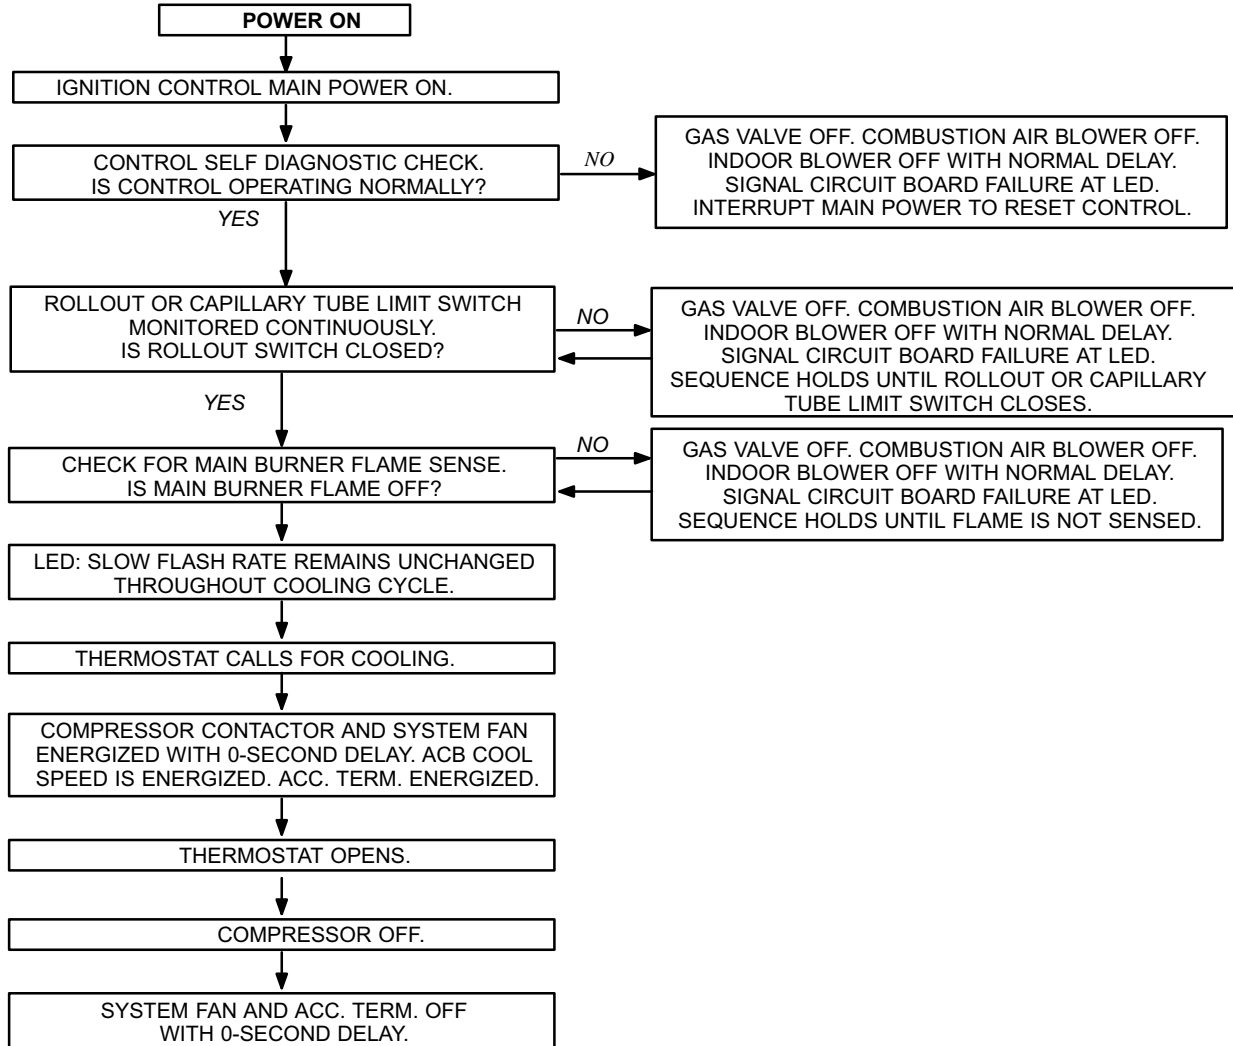 POWER ON
IGNITION CONTROL MAIN POWER ON.
CONTROL SELF DIAGNOSTIC CHECK.
IS CONTROL OPERATING NORMALLY?
NO
GAS VALVE OFF. COMBUSTION AIR BLOWER OFF.
INDOOR BLOWER OFF WITH NORMAL DELAY.
SIGNAL CIRCUIT BOARD FAILURE AT LED.
INTERRUPT MAIN POWER TO RESET CONTROL.
YES
ROLLOUT OR CAPILLARY TUBE LIMIT SWITCH
MONITORED CONTINUOUSLY.
IS ROLLOUT SWITCH CLOSED?
NO
GAS VALVE OFF. COMBUSTION AIR BLOWER OFF.
INDOOR BLOWER OFF WITH NORMAL DELAY.
SIGNAL CIRCUIT BOARD FAILURE AT LED.
SEQUENCE HOLDS UNTIL ROLLOUT OR CAPILLARY
TUBE LIMIT SWITCH CLOSES.
YES
CHECK FOR MAIN BURNER FLAME SENSE.
IS MAIN BURNER FLAME OFF?
NO
GAS VALVE OFF. COMBUSTION AIR BLOWER OFF.
INDOOR BLOWER OFF WITH NORMAL DELAY.
SIGNAL CIRCUIT BOARD FAILURE AT LED.
SEQUENCE HOLDS UNTIL FLAME IS NOT SENSED.
LED: SLOW FLASH RATE REMAINS UNCHANGED
THROUGHOUT COOLING CYCLE.
THERMOSTAT CALLS FOR COOLING.
COMPRESSOR CONTACTOR AND SYSTEM FAN
ENERGIZED WITH 0-SECOND DELAY. ACB COOL
SPEED IS ENERGIZED. ACC. TERM. ENERGIZED.
THERMOSTAT OPENS.
COMPRESSOR OFF.
SYSTEM FAN AND ACC. TERM. OFF
WITH 0-SECOND DELAY.